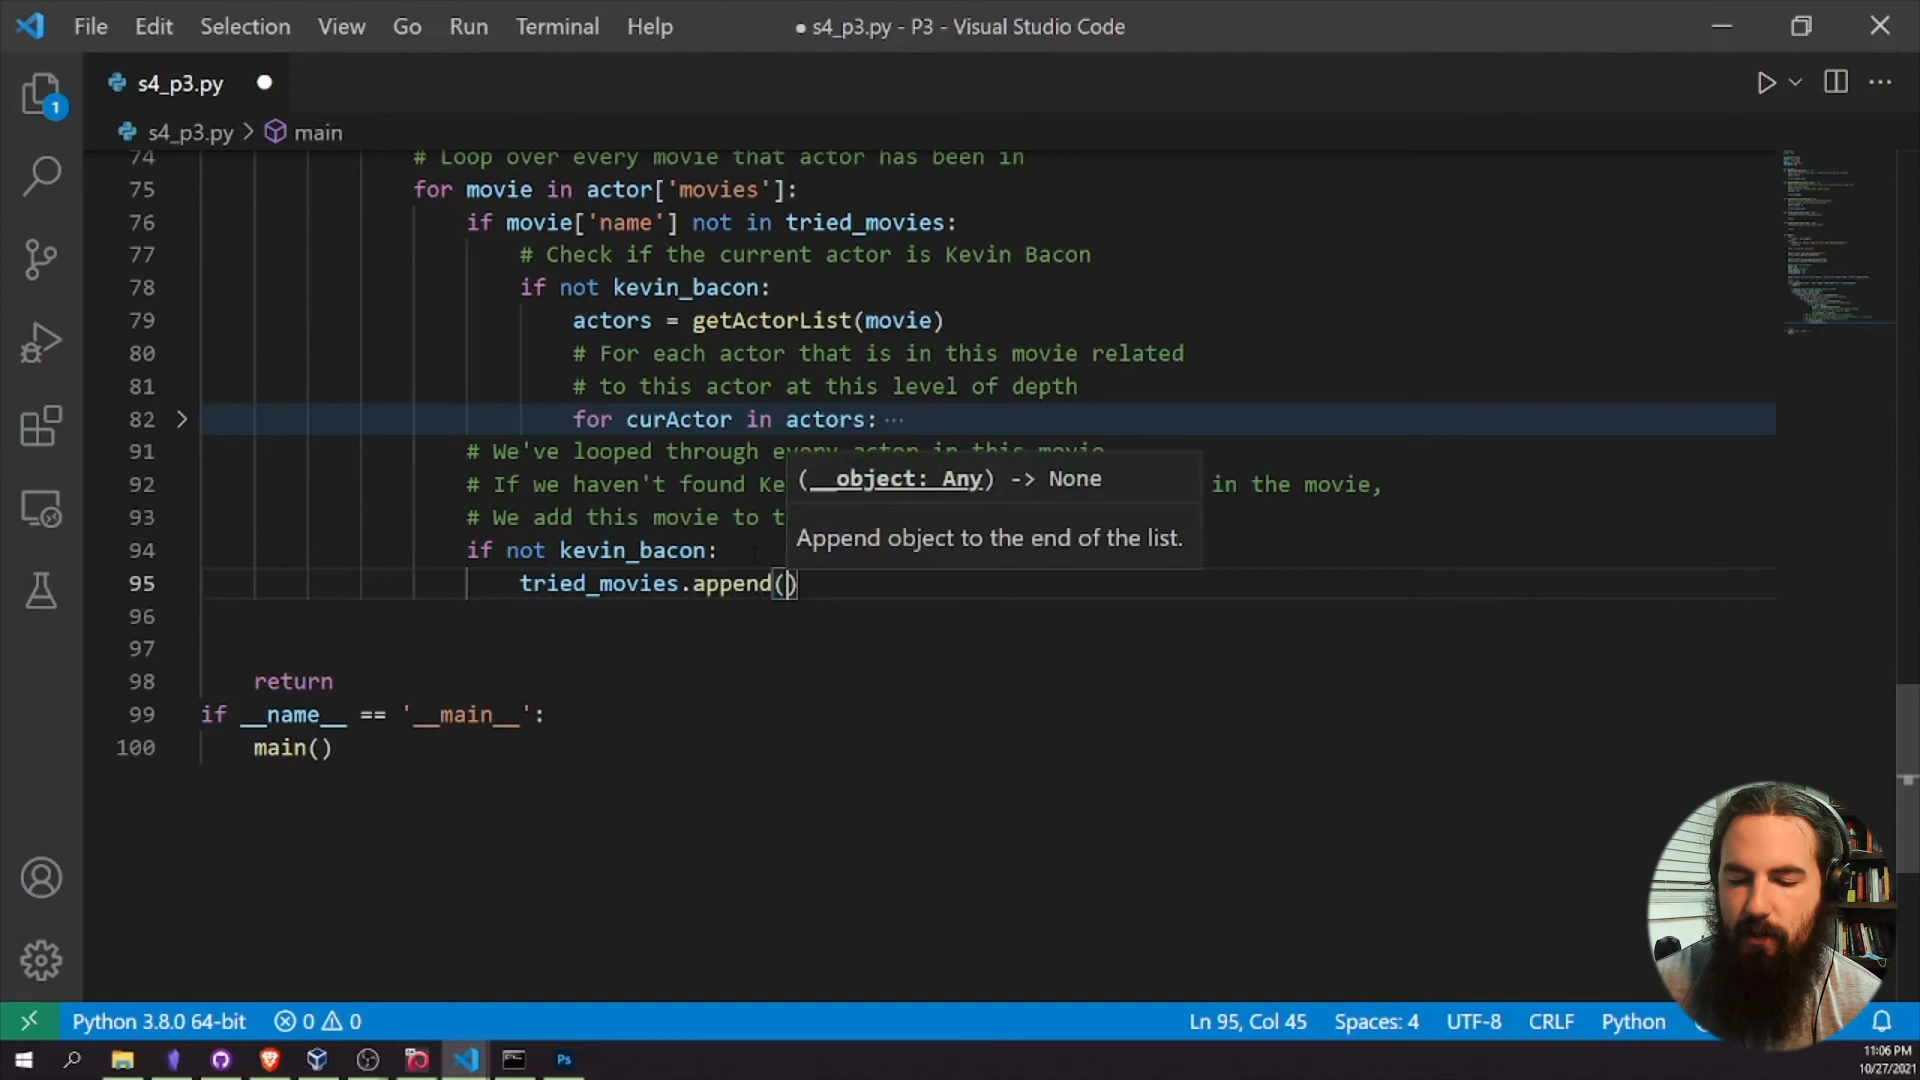 File Edit Selection View Go Run Terminal Help
● s4_p3.py - P3 - Visual Studio Code
1
s4_p3.py
s4_p3.py > main
74 # Loop over every movie that actor has been in
75 for movie in actor['movies']:
76 if movie['name'] not in tried_movies:
77 # Check if the current actor is Kevin Bacon
78 if not kevin_bacon:
79 actors = getActorList(movie)
80 # For each actor that is in this movie related
81 # to this actor at this level of depth
82 for curActor in actors: ···
91 # We've looped through every actor in this movie
92 # If we haven't found Ke in the movie,
93 # We add this movie to t
94 if not kevin_bacon:
95 tried_movies.append()
(__object: Any) -> None
Append object to the end of the list.
96
97
98 return
99 if __name__ == '__main__':
100 main()
Python 3.8.0 64-bit 0 0 Ln 95, Col 45 Spaces: 4 UTF-8 CRLF Python
Ps
11:06 PM
10/27/2021